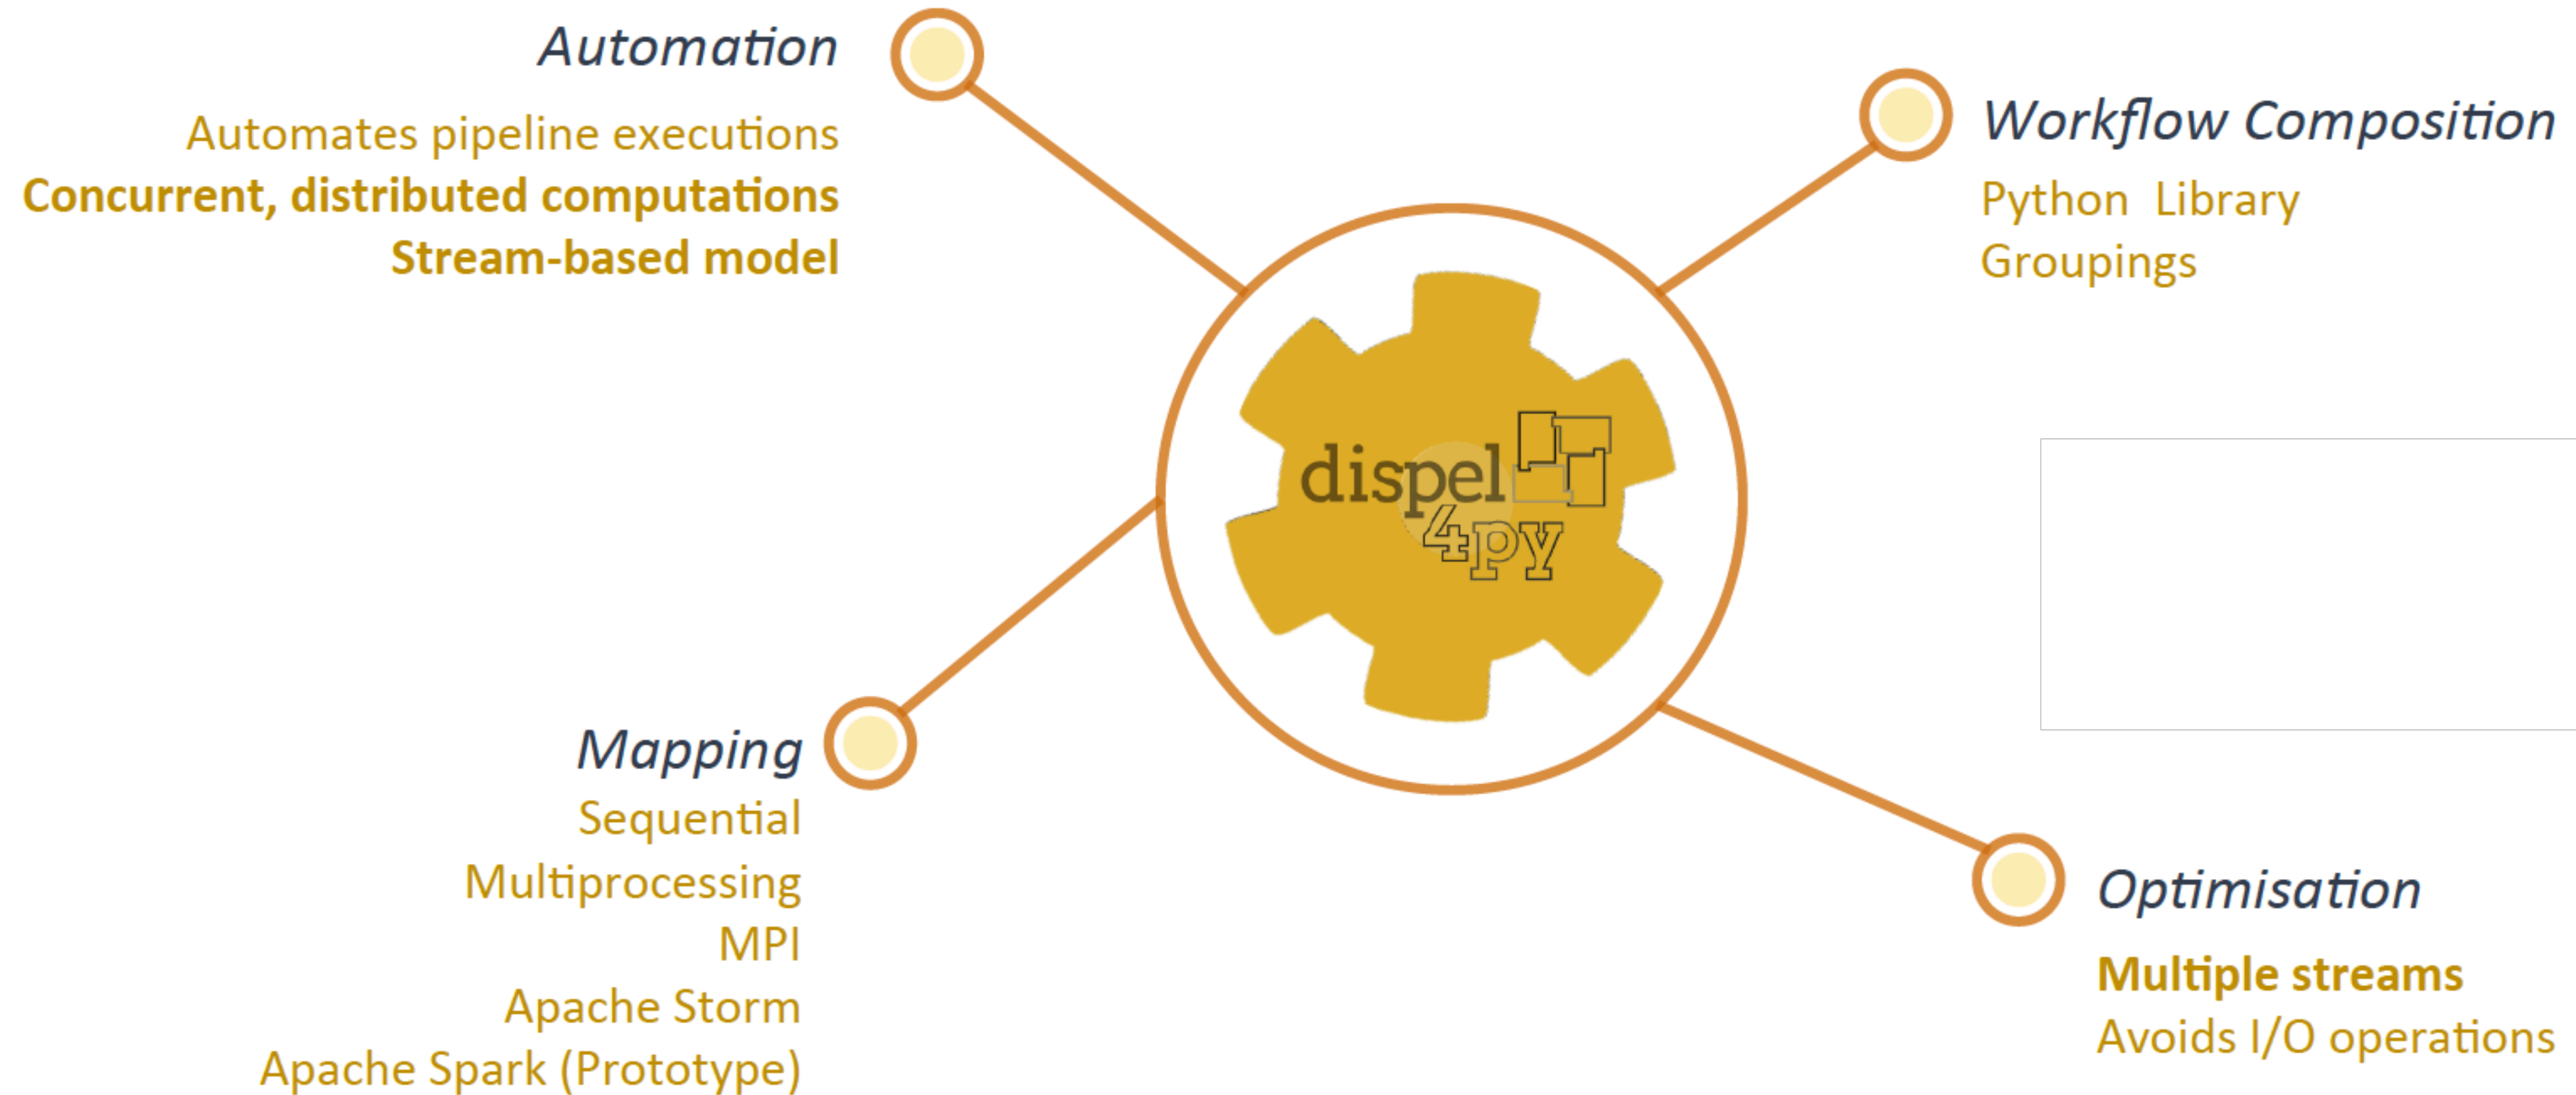 Automation
Automates pipeline executions
Concurrent, distributed computations
Stream-based model
Workflow Composition
Python  Library
Groupings
dispel
4py
Mapping
Sequential
Multiprocessing
MPI
Apache Storm
Apache Spark (Prototype)
Optimisation
Multiple streams
Avoids I/O operations